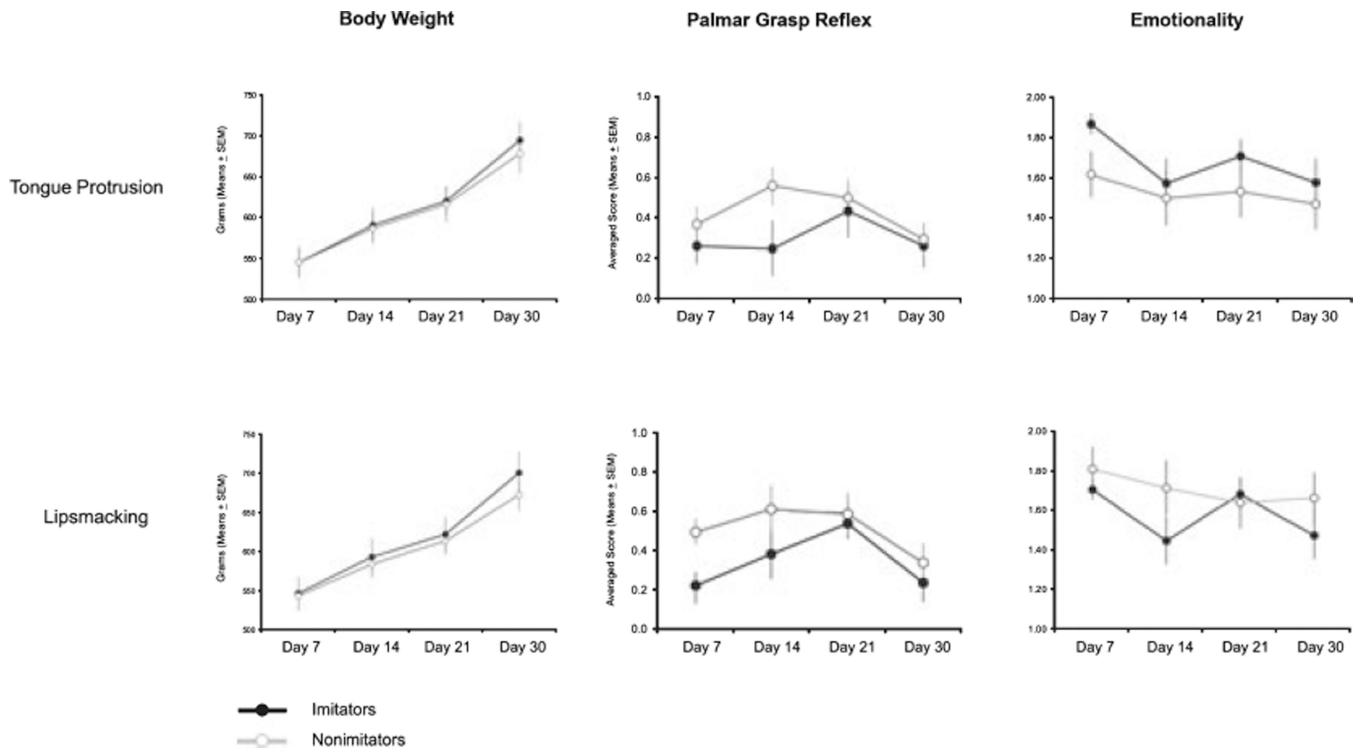 Body Weight
Palmar Grasp Reflex
Emotionality
Tongue Protrusion
Grams (Means ± SEM)
750
700
650
600
550
500
Day 7 Day 14 Day 21 Day 30
Averaged Score (Means ± SEM)
1.0
0.8
0.6
0.4
0.2
0.0
Day 7 Day 14 Day 21 Day 30
2.00
1.80
1.60
1.40
1.20
1.00
Day 7 Day 14 Day 21 Day 30
Lipsmacking
Grams (Means ± SEM)
750
700
650
600
550
500
Day 7 Day 14 Day 21 Day 30
Averaged Score (Means ± SEM)
1.0
0.8
0.6
0.4
0.2
0.0
Day 7 Day 14 Day 21 Day 30
2.00
1.80
1.60
1.40
1.20
1.00
Day 7 Day 14 Day 21 Day 30
Imitators
Nonimitators